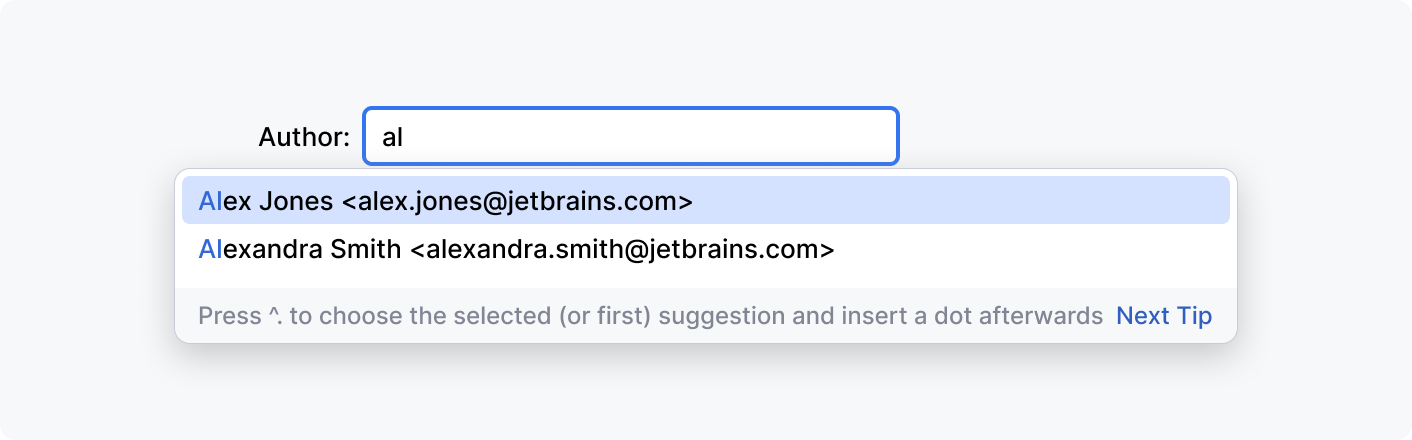 Author: al
Alex Jones <alex.jones@jetbrains.com>
Alexandra Smith <alexandra.smith@jetbrains.com>
Press ^. to choose the selected (or first) suggestion and insert a dot afterwards Next Tip